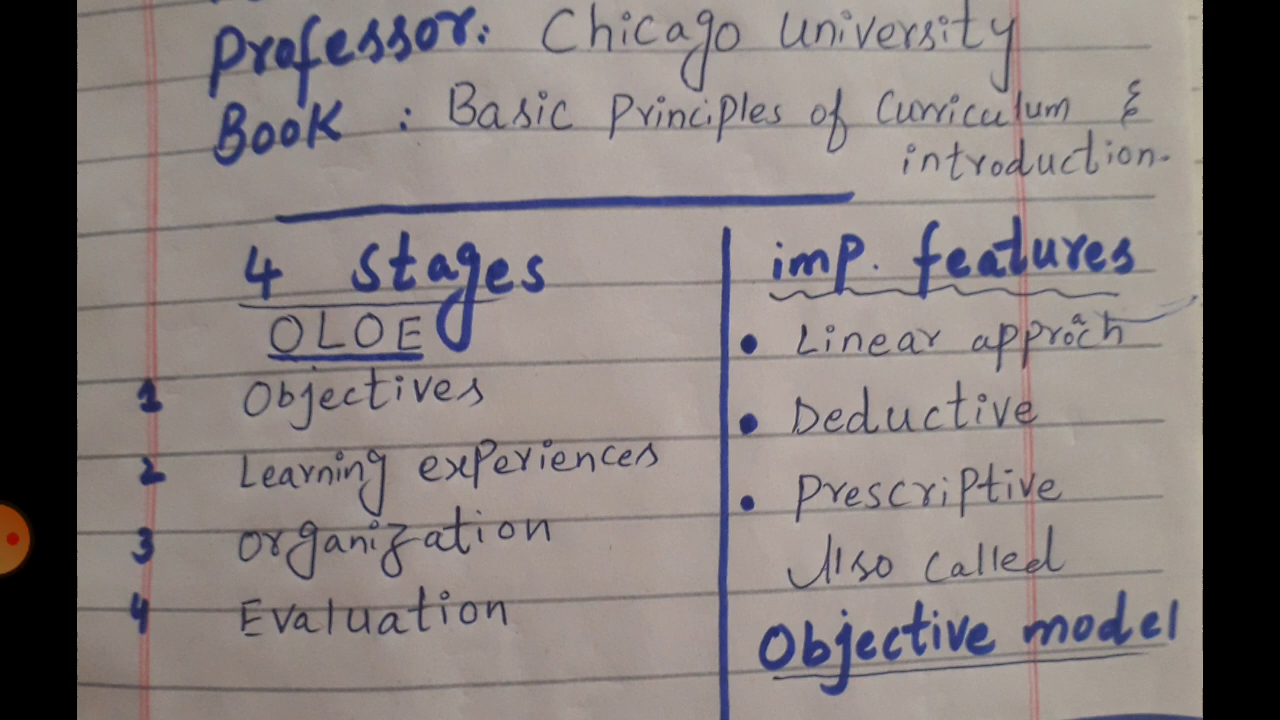 Professor: Chicago University
Book : Basic Principles of Curriculum &
introduction.
4 Stages
OLOE
1 Objectives
2 Learning experiences
3 Organization
4 Evaluation
imp. features
• Linear approach
• Deductive
• Prescriptive
Also called
Objective model